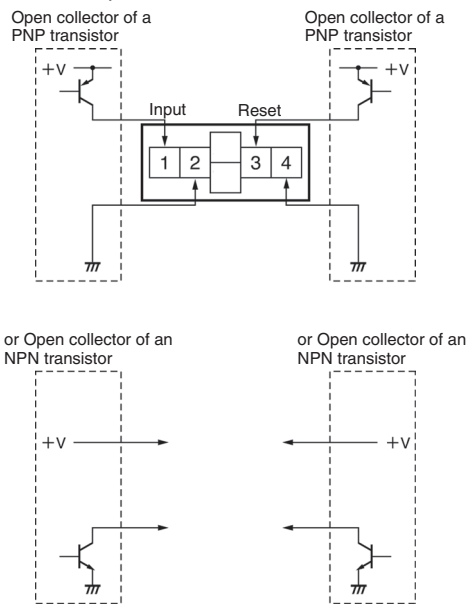 Open collector of a
PNP transistor
Open collector of a
PNP transistor
+V
+V
Input
Reset
1 2 3 4
or Open collector of an
NPN transistor
or Open collector of an
NPN transistor
+V
+V